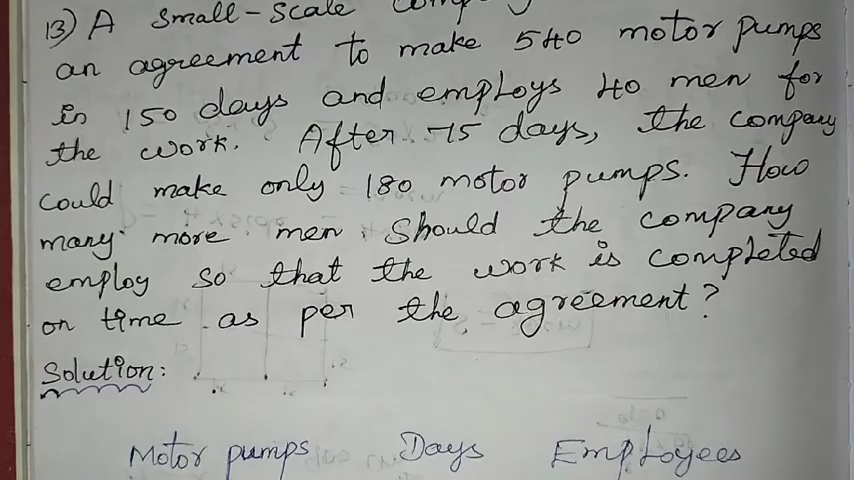 13) A Small-Scale
an agreement to make 540 motor pumps
in 150 days and employs 40 men for
the work. After 75 days, the company
could make only 180 motor pumps. How
many more men should the company
employ so that the work is completed
on time as per the agreement?
Solution:
Motor pumps Days Employees